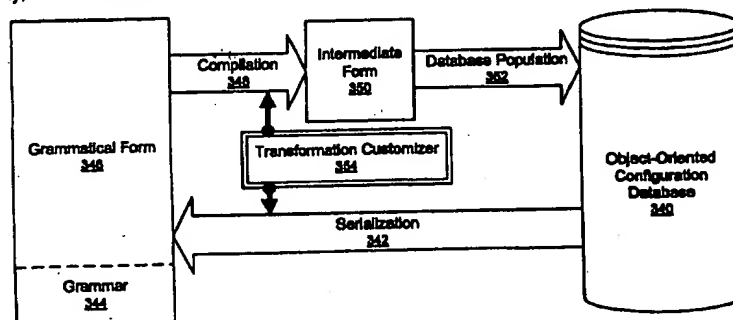 Compilation
348
Intermediate
Form
350
Database Population
352
Grammatical Form
346
Transformation Customizer
354
Object-Oriented
Configuration
Database
340
Serialization
342
Grammar
344